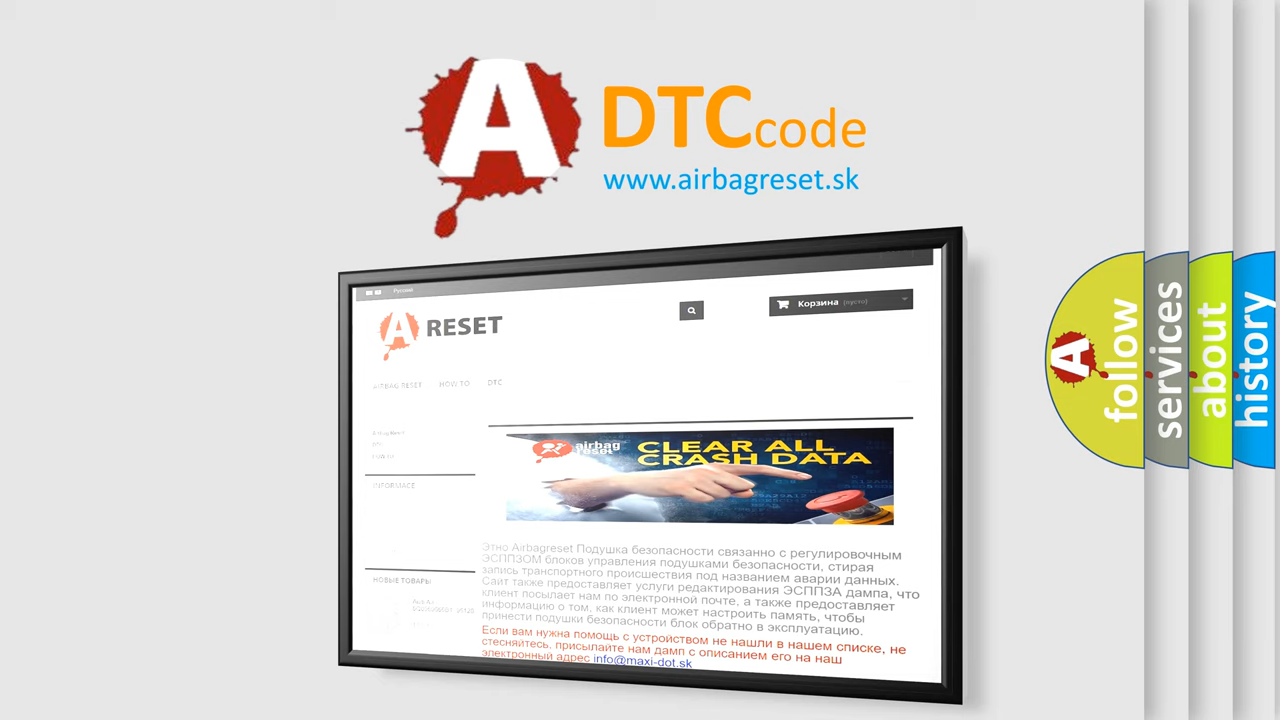 A
DTCcode
www.airbagreset.sk
Русский
A RESET
Корзина (пусто)
AIRBAG RESET HOW TO DTC
Airbag Reset
DTC
INFORMACE
airbag
reset
CLEAR ALL
CRASH DATA
Этно Airbagreset Подушка безопасности связанно с регулировочным
ЭСППЗОМ блоков управления подушками безопасности, стирая
запись транспортного происшествия под названием аварии данных.
Сайт также предоставляет услуги редактирования ЭСППЗА дампа, что
клиент посылает нам по электронной почте, а также предоставляет
информацию о том, как клиент может настроить память, чтобы
принести подушки безопасности блок обратно в эксплуатацию.
Если вам нужна помощь с устройством не нашли в нашем списке, не
стесняйтесь, присылайте нам дамп с описанием его на наш
электронный адрес info@maxi-dot.sk
НОВЫЕ ТОВАРЫ
A
follow
services
about
history